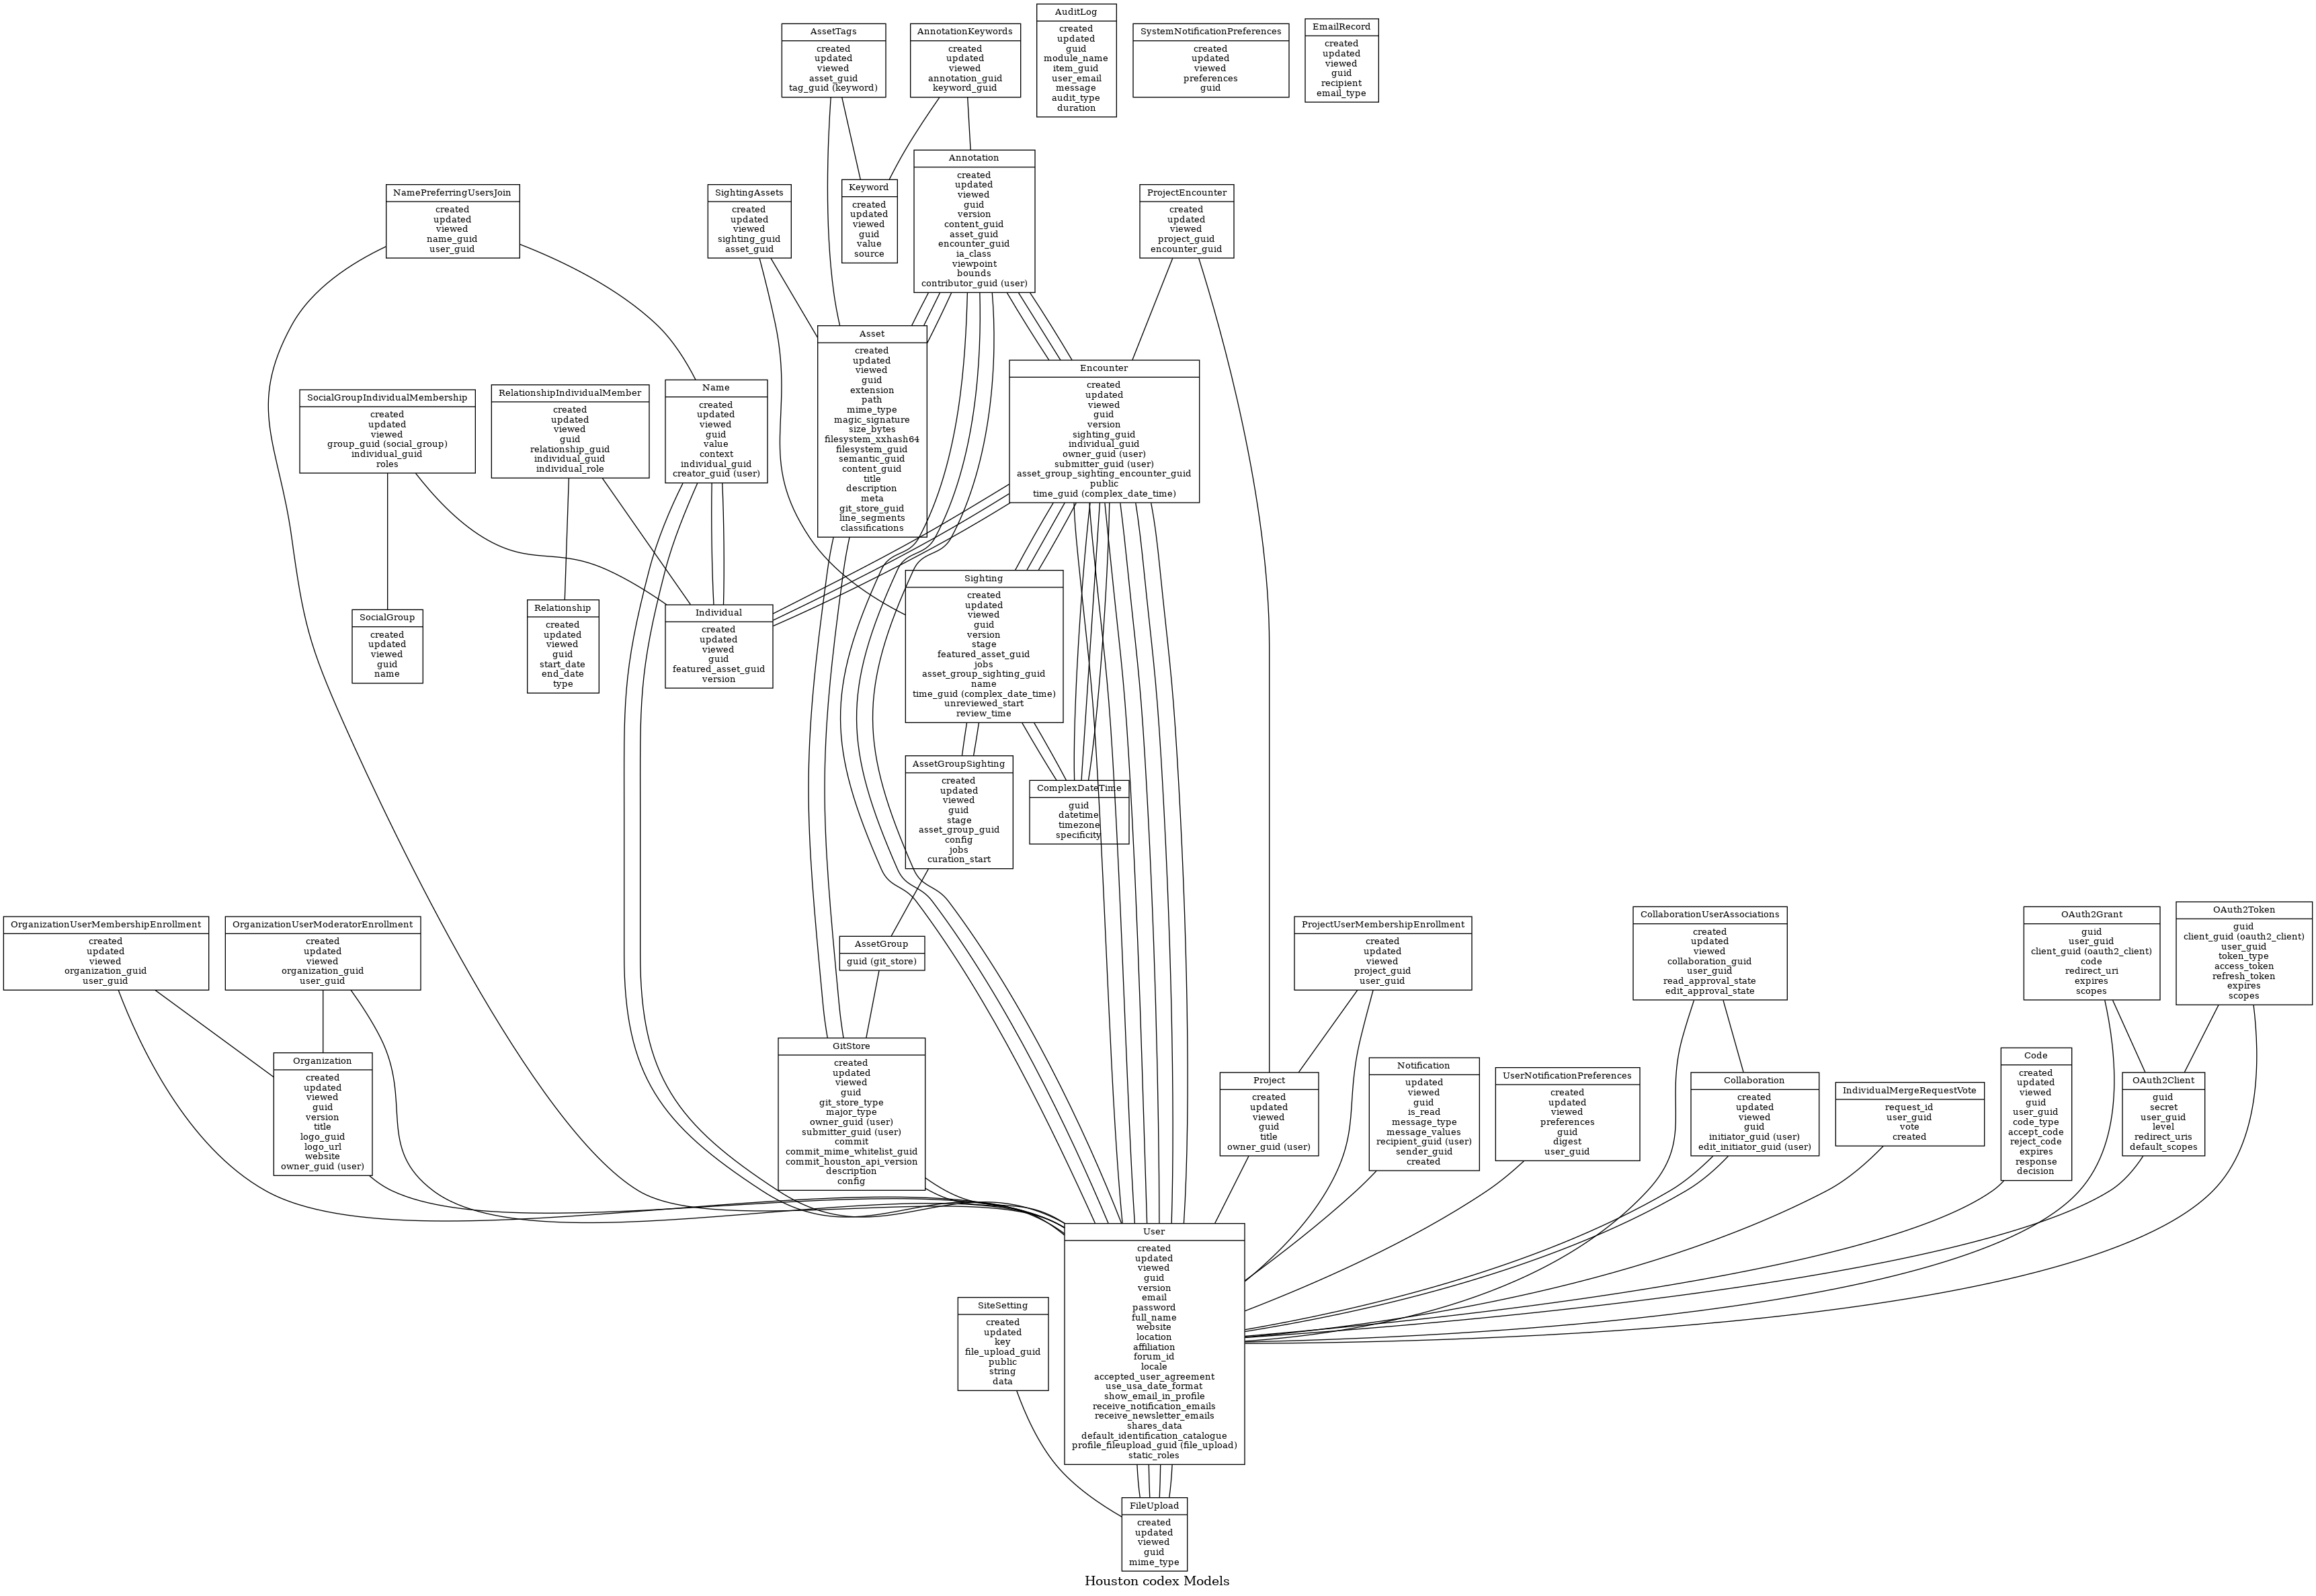 AssetTags
created
updated
viewed
asset_guid
tag_guid (keyword)
AnnotationKeywords
created
updated
viewed
annotation_guid
keyword_guid
AuditLog
created
updated
guid
module_name
item_guid
user_email
message
audit_type
duration
SystemNotificationPreferences
created
updated
viewed
preferences
guid
EmailRecord
created
updated
viewed
guid
recipient
email_type
NamePreferringUsersJoin
created
updated
viewed
name_guid
user_guid
SightingAssets
created
updated
viewed
sighting_guid
asset_guid
Keyword
created
updated
viewed
guid
value
source
Annotation
created
updated
viewed
guid
version
content_guid
asset_guid
encounter_guid
ia_class
viewpoint
bounds
contributor_guid (user)
ProjectEncounter
created
updated
viewed
project_guid
encounter_guid
SocialGroupIndividualMembership
created
updated
viewed
group_guid (social_group)
individual_guid
roles
RelationshipIndividualMember
created
updated
viewed
guid
relationship_guid
individual_guid
individual_role
Name
created
updated
viewed
guid
value
context
individual_guid
creator_guid (user)
Asset
created
updated
viewed
guid
extension
path
mime_type
magic_signature
size_bytes
filesystem_xxhash64
filesystem_guid
semantic_guid
content_guid
title
description
meta
git_store_guid
line_segments
classifications
Encounter
created
updated
viewed
guid
version
sighting_guid
individual_guid
owner_guid (user)
submitter_guid (user)
asset_group_sighting_encounter_guid
public
time_guid (complex_date_time)
SocialGroup
created
updated
viewed
guid
name
Relationship
created
updated
viewed
guid
start_date
end_date
type
Individual
created
updated
viewed
guid
featured_asset_guid
version
Sighting
created
updated
viewed
guid
version
stage
featured_asset_guid
jobs
asset_group_sighting_guid
name
time_guid (complex_date_time)
unreviewed_start
review_time
AssetGroupSighting
created
updated
viewed
guid
stage
asset_group_guid
config
jobs
curation_start
ComplexDateTime
guid
datetime
timezone
specificity
OrganizationUserMembershipEnrollment
created
updated
viewed
organization_guid
user_guid
OrganizationUserModeratorEnrollment
created
updated
viewed
organization_guid
user_guid
AssetGroup
guid (git_store)
ProjectUserMembershipEnrollment
created
updated
viewed
project_guid
user_guid
CollaborationUserAssociations
created
updated
viewed
collaboration_guid
user_guid
read_approval_state
edit_approval_state
OAuth2Grant
guid
user_guid
client_guid (oauth2_client)
code
redirect_uri
expires
scopes
OAuth2Token
guid
client_guid (oauth2_client)
user_guid
token_type
access_token
refresh_token
expires
scopes
Organization
created
updated
viewed
guid
version
title
logo_guid
logo_url
website
owner_guid (user)
GitStore
created
updated
viewed
guid
git_store_type
major_type
owner_guid (user)
submitter_guid (user)
commit
commit_mime_whitelist_guid
commit_houston_api_version
description
config
Project
created
updated
viewed
guid
title
owner_guid (user)
Notification
updated
viewed
guid
is_read
message_type
message_values
recipient_guid (user)
sender_guid
created
UserNotificationPreferences
created
updated
viewed
preferences
guid
digest
user_guid
Collaboration
created
updated
viewed
guid
initiator_guid (user)
edit_initiator_guid (user)
IndividualMergeRequestVote
request_id
user_guid
vote
created
Code
created
updated
viewed
guid
user_guid
code_type
accept_code
reject_code
expires
response
decision
OAuth2Client
guid
secret
user_guid
level
redirect_uris
default_scopes
User
created
updated
viewed
guid
version
email
password
full_name
website
location
affiliation
forum_id
locale
accepted_user_agreement
use_usa_date_format
show_email_in_profile
receive_notification_emails
receive_newsletter_emails
shares_data
default_identification_catalogue
profile_fileupload_guid (file_upload)
static_roles
SiteSetting
created
updated
key
file_upload_guid
public
string
data
FileUpload
created
updated
viewed
guid
mime_type
Houston codex Models